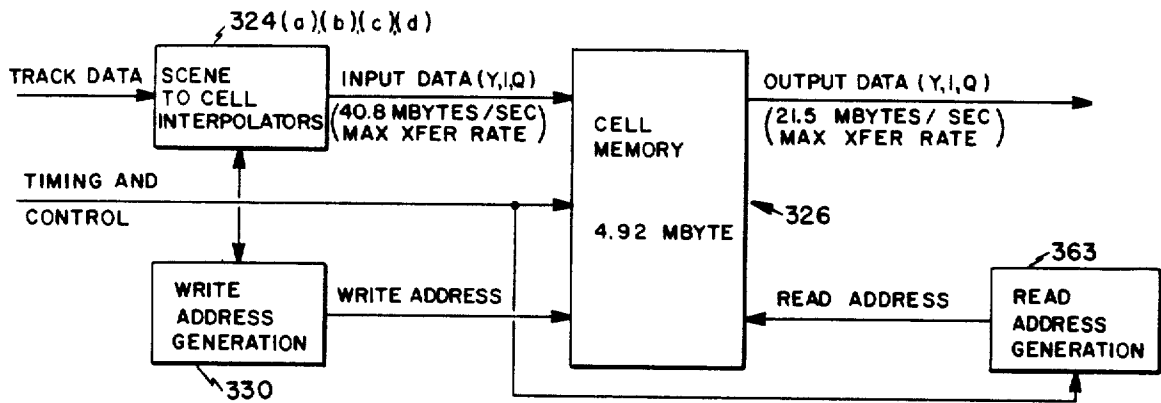 324(a),(b),(c),(d)
TRACK DATA
SCENE
TO CELL
INTERPOLATORS
INPUT DATA (Y,I,Q)
(40.8 MBYTES/SEC
MAX XFER RATE)
CELL
MEMORY
4.92 MBYTE
OUTPUT DATA (Y,I,Q)
(21.5 MBYTES/ SEC
MAX XFER RATE)
TIMING AND
CONTROL
326
WRITE
ADDRESS
GENERATION
330
WRITE ADDRESS
READ ADDRESS
363
READ
ADDRESS
GENERATION